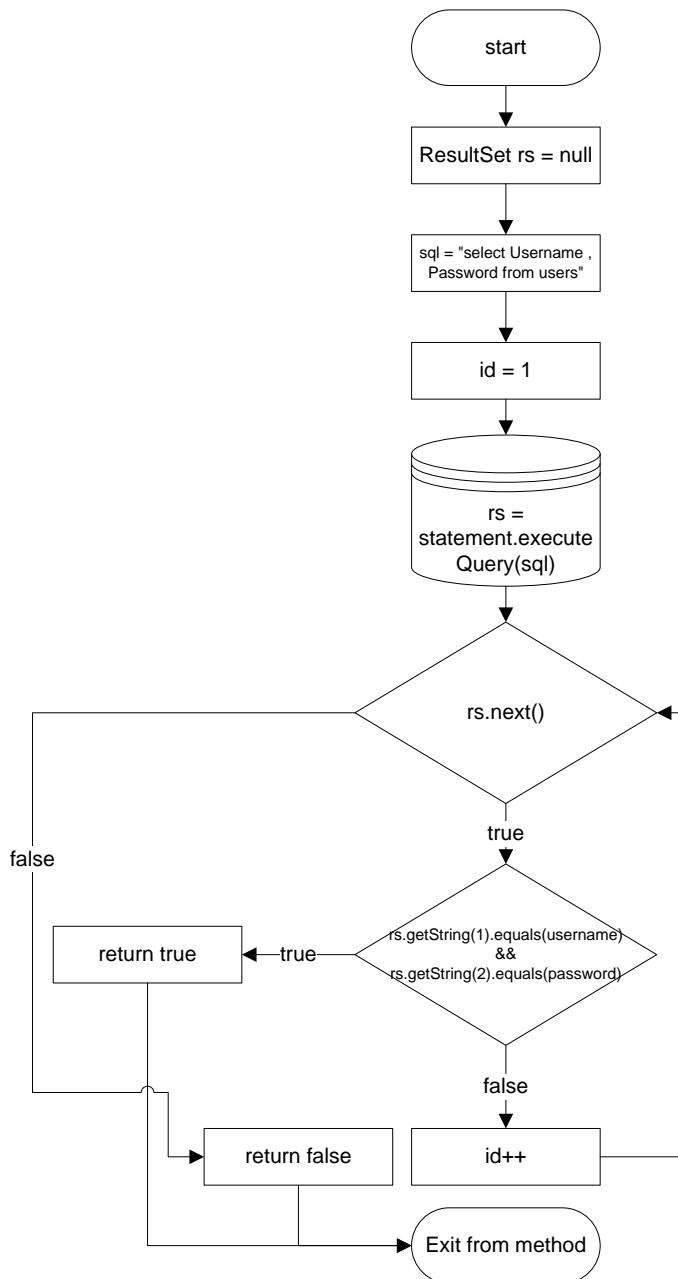 start
ResultSet rs = null
sql = "select Username ,
Password from users"
id = 1
rs =
statement.execute
Query(sql)
rs.next()
true
false
rs.getString(1).equals(username)
&&
rs.getString(2).equals(password)
true
return true
false
return false
id++
Exit from method